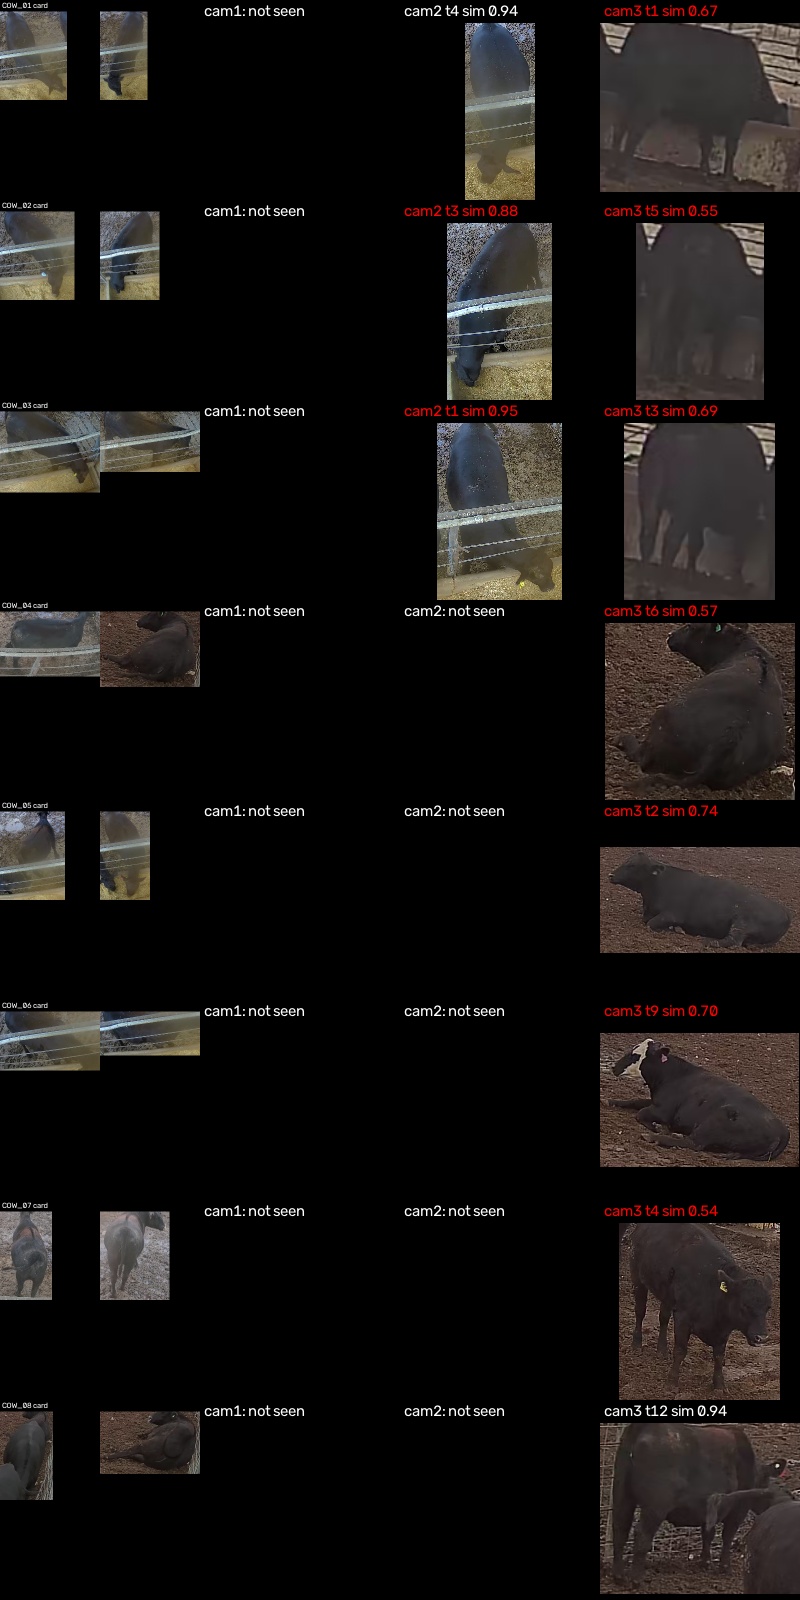 COW_01 card
cam1: not seen
cam2 t4 sim 0.94
cam3 t1 sim 0.67
COW_02 card
cam1: not seen
cam2 t3 sim 0.88
cam3 t5 sim 0.55
COW_03 card
cam1: not seen
cam2 t1 sim 0.95
cam3 t3 sim 0.69
COW_04 card
cam1: not seen
cam2: not seen
cam3 t6 sim 0.57
COW_05 card
cam1: not seen
cam2: not seen
cam3 t2 sim 0.74
COW_06 card
cam1: not seen
cam2: not seen
cam3 t9 sim 0.70
COW_07 card
cam1: not seen
cam2: not seen
cam3 t4 sim 0.54
COW_08 card
cam1: not seen
cam2: not seen
cam3 t12 sim 0.94